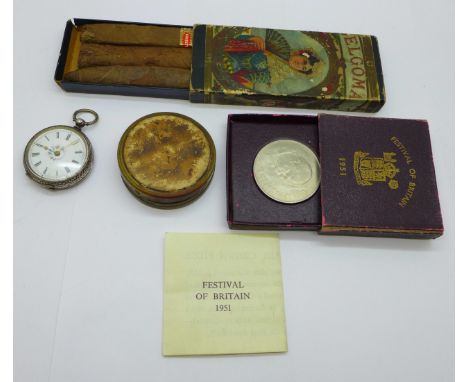 ELGOMA
FESTIVAL OF BRITAIN
1951
FESTIVAL
OF BRITAIN
1951